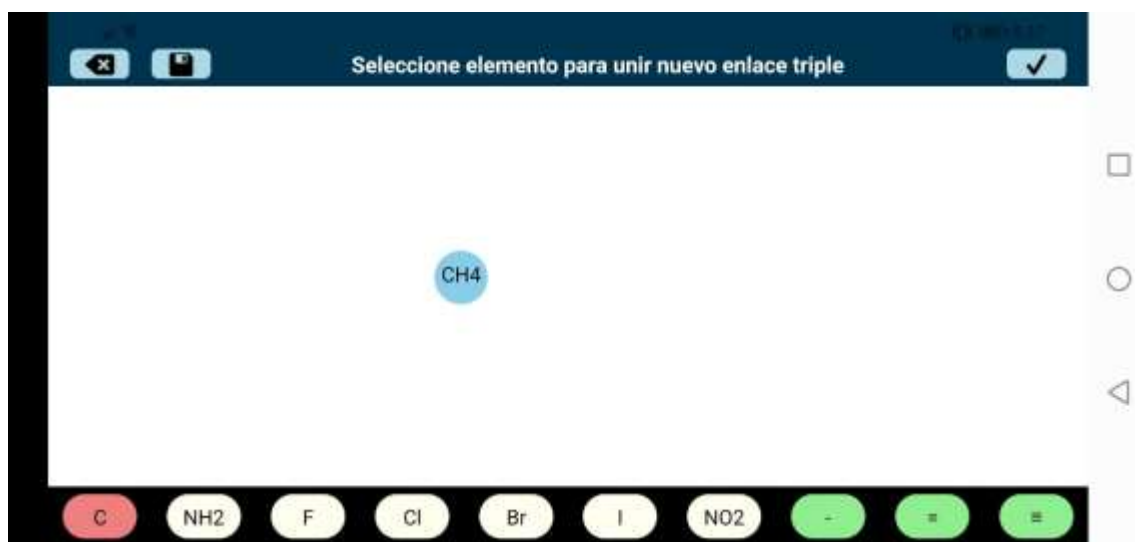 Seleccione elemento para unir nuevo enlace triple
CH4
C NH2 F Cl Br I NO2 - = ≡